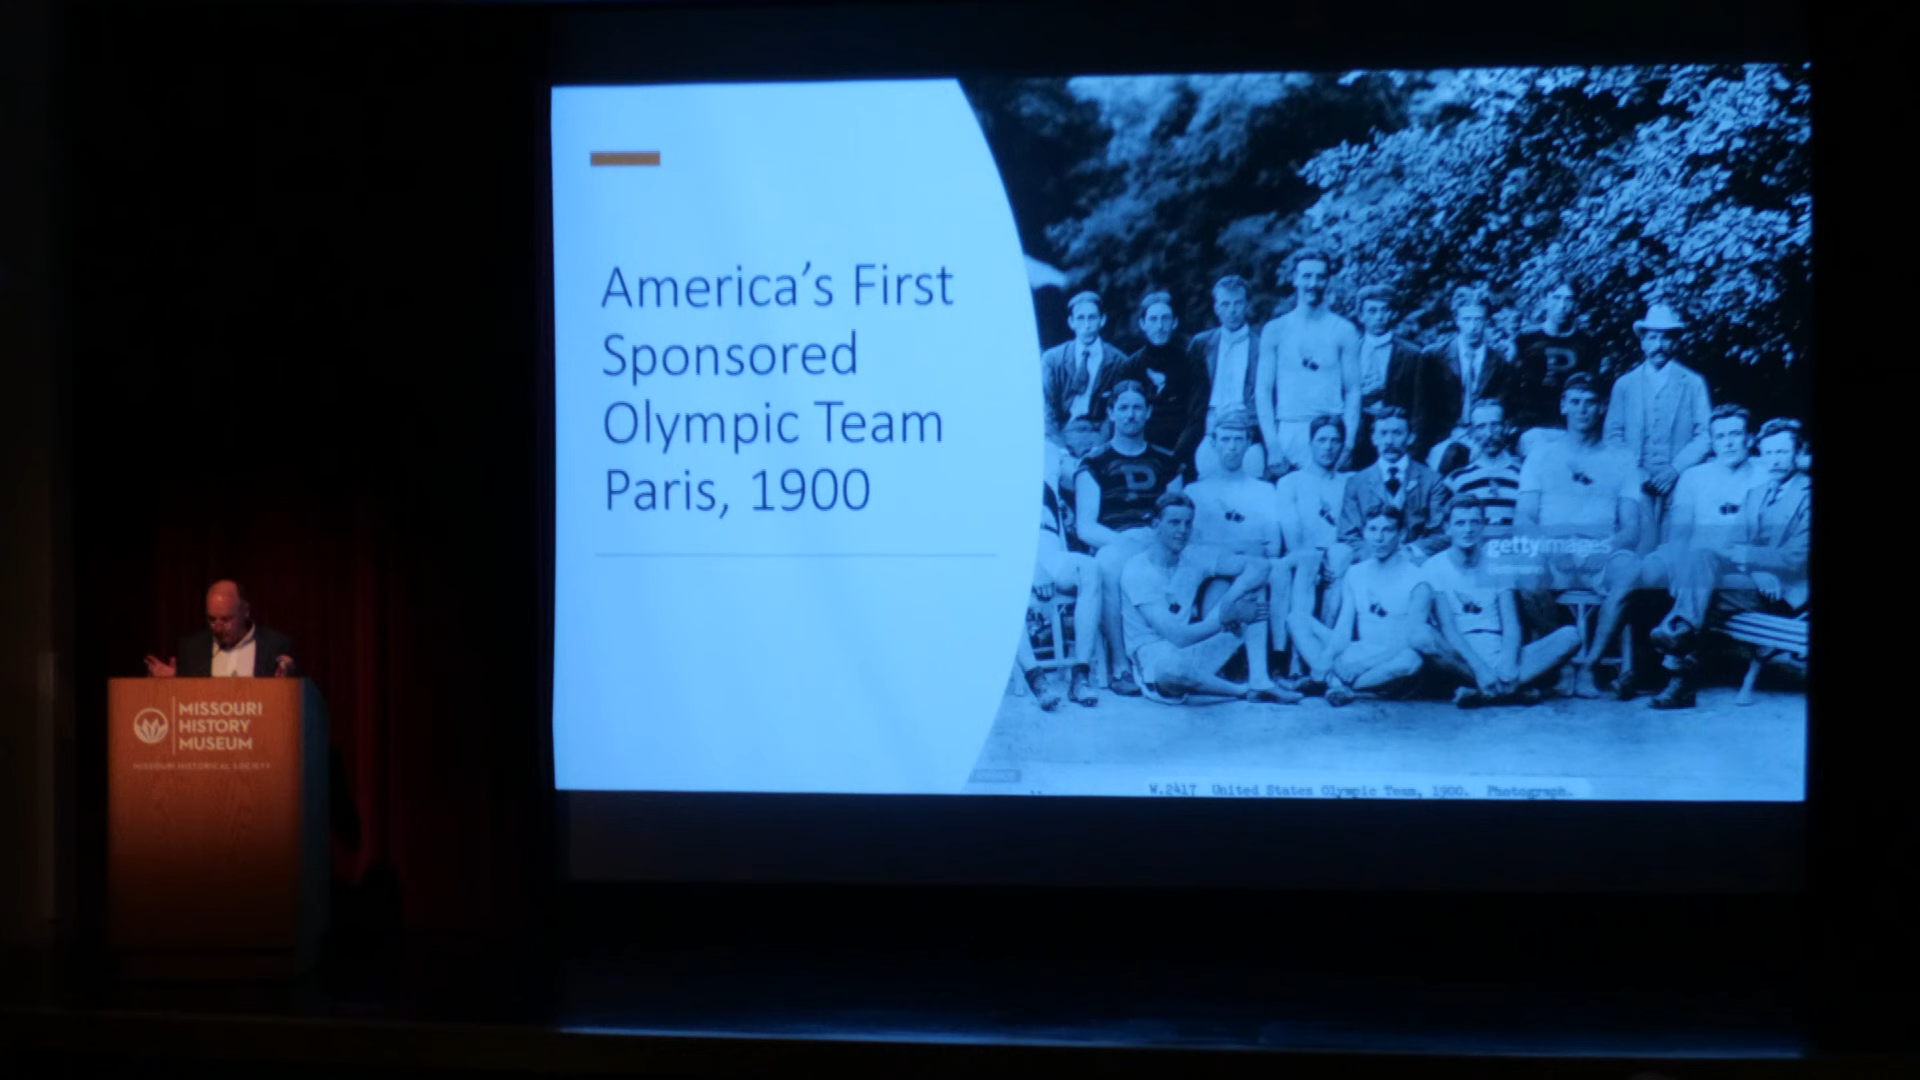 America's First
Sponsored
Olympic Team
Paris, 1900
P
P
gettyimages
W.2417 United States Olympic Team, 1900. Photograph.
MISSOURI
HISTORY
MUSEUM
MISSOURI HISTORICAL SOCIETY